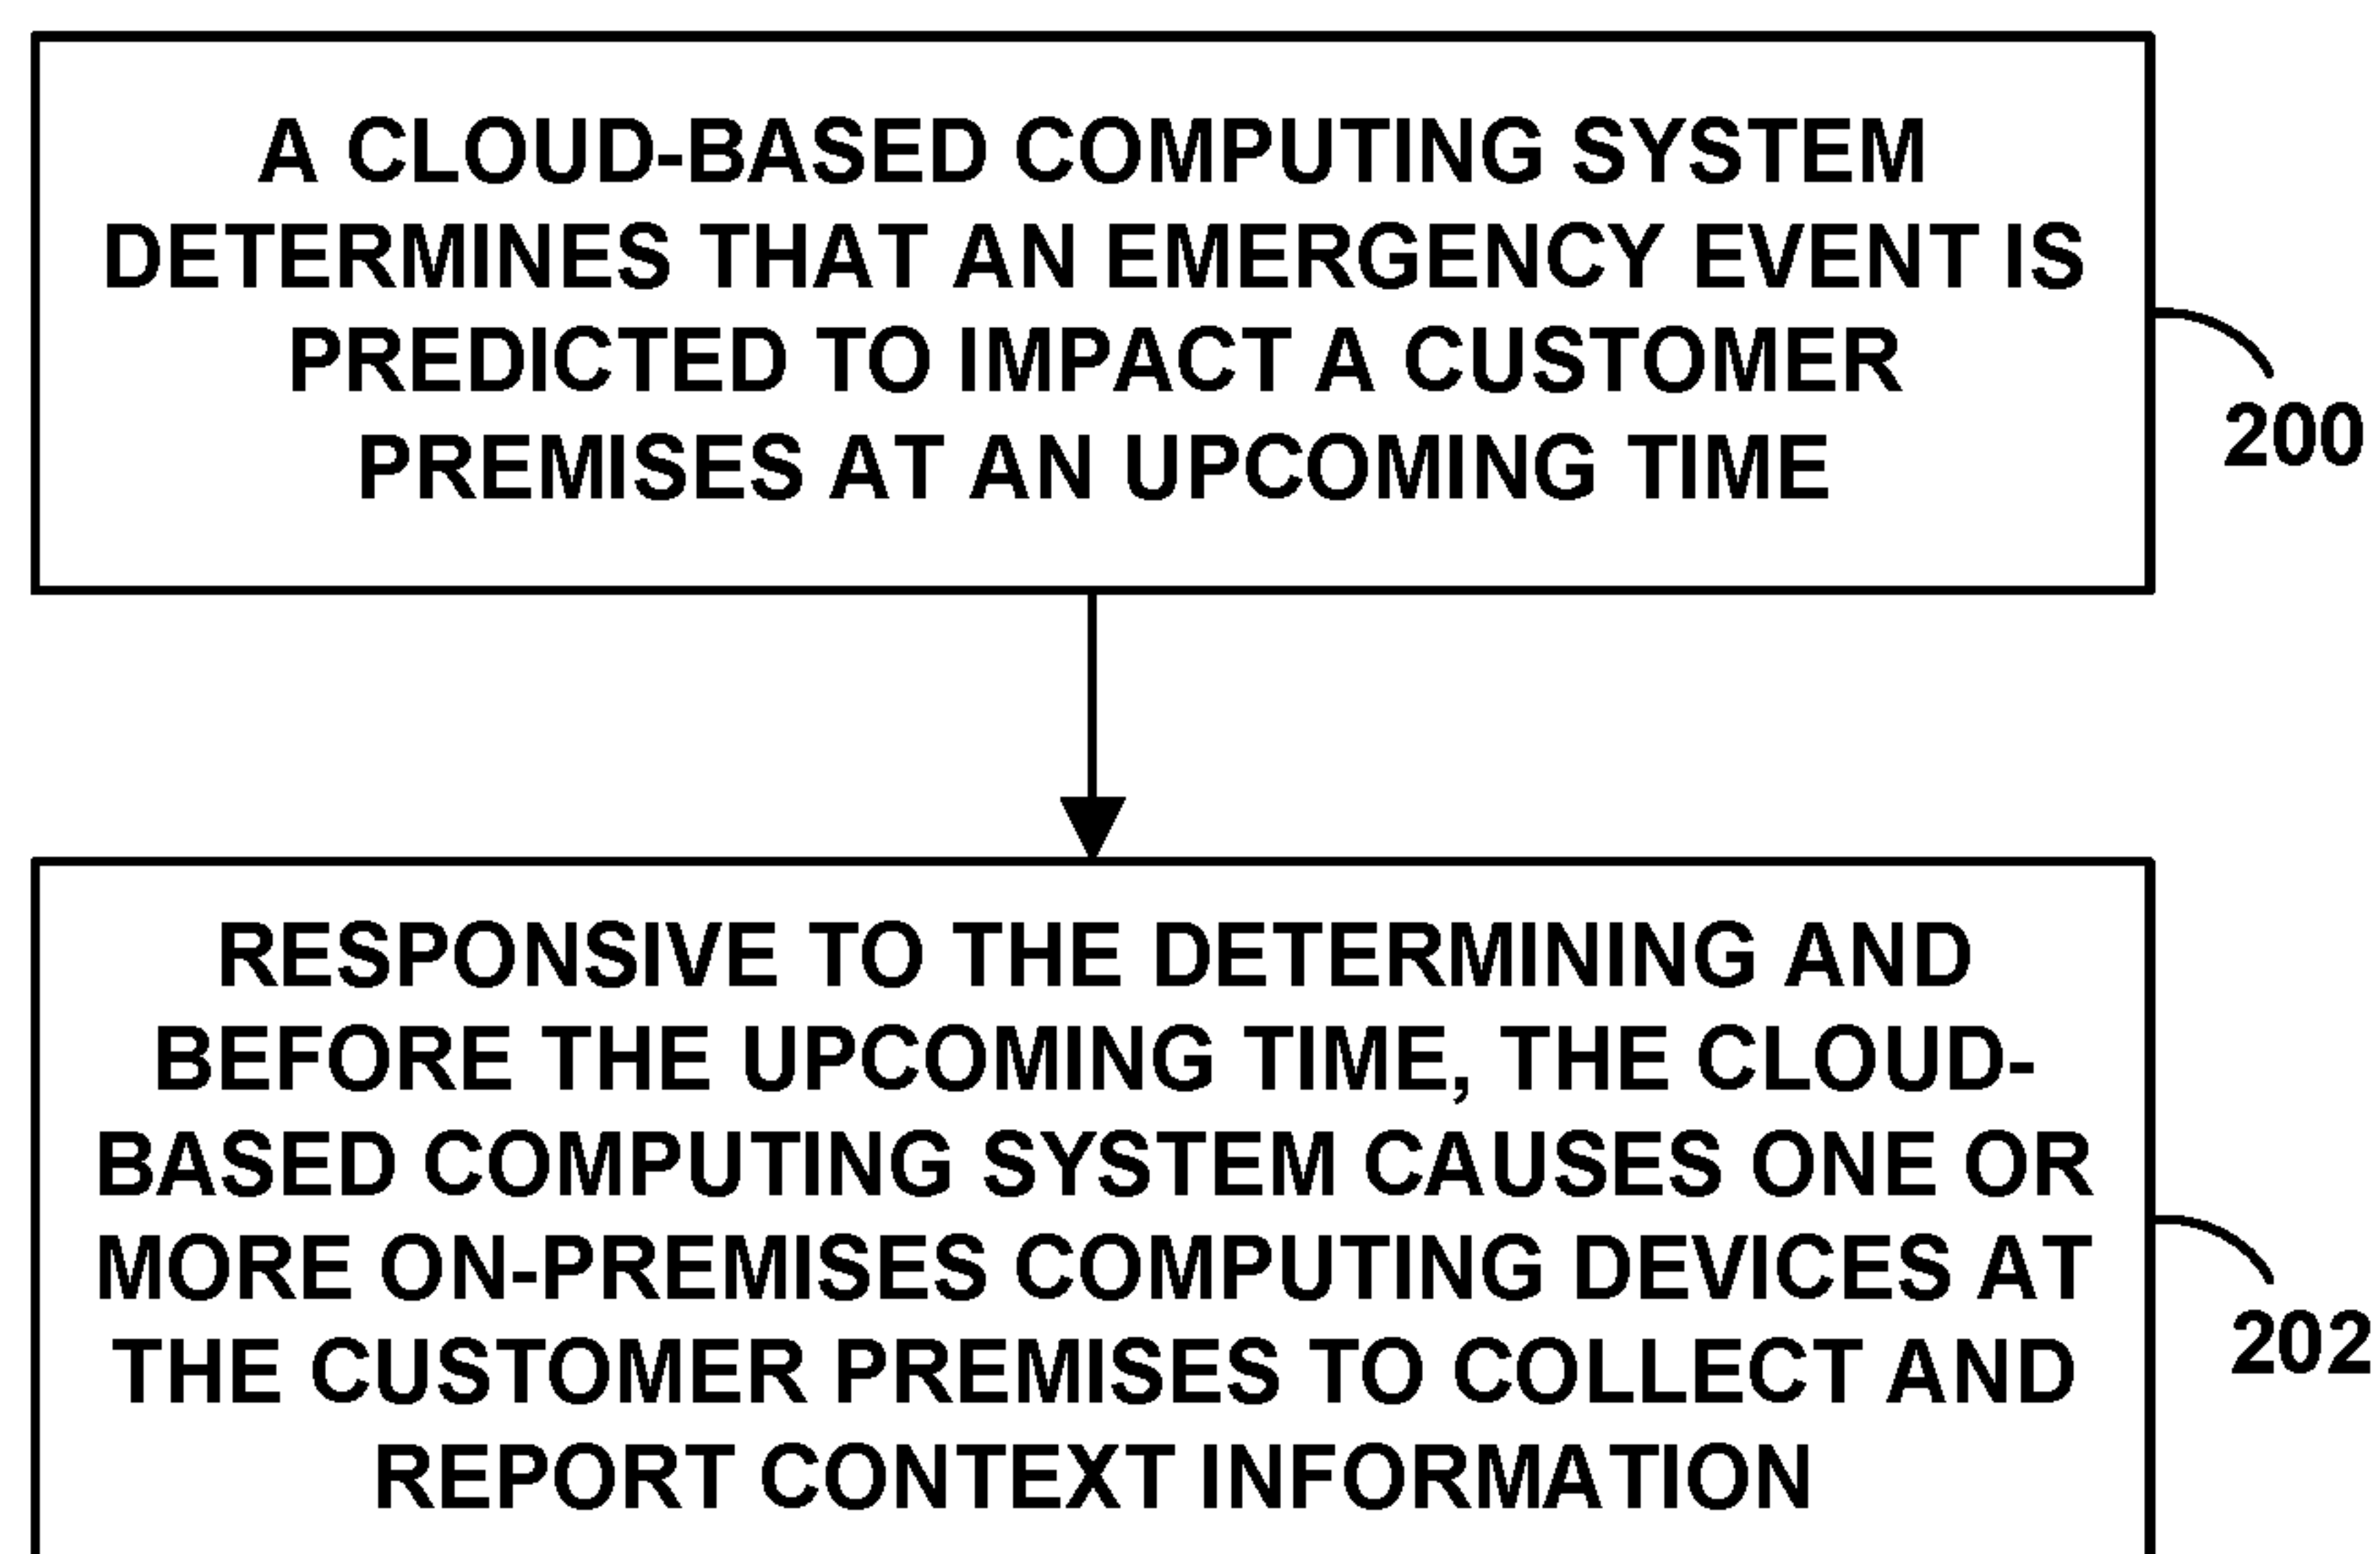 A CLOUD-BASED COMPUTING SYSTEM
DETERMINES THAT AN EMERGENCY EVENT IS
PREDICTED TO IMPACT A CUSTOMER
PREMISES AT AN UPCOMING TIME
200
RESPONSIVE TO THE DETERMINING AND
BEFORE THE UPCOMING TIME, THE CLOUD-
BASED COMPUTING SYSTEM CAUSES ONE OR
MORE ON-PREMISES COMPUTING DEVICES AT
THE CUSTOMER PREMISES TO COLLECT AND
REPORT CONTEXT INFORMATION
202